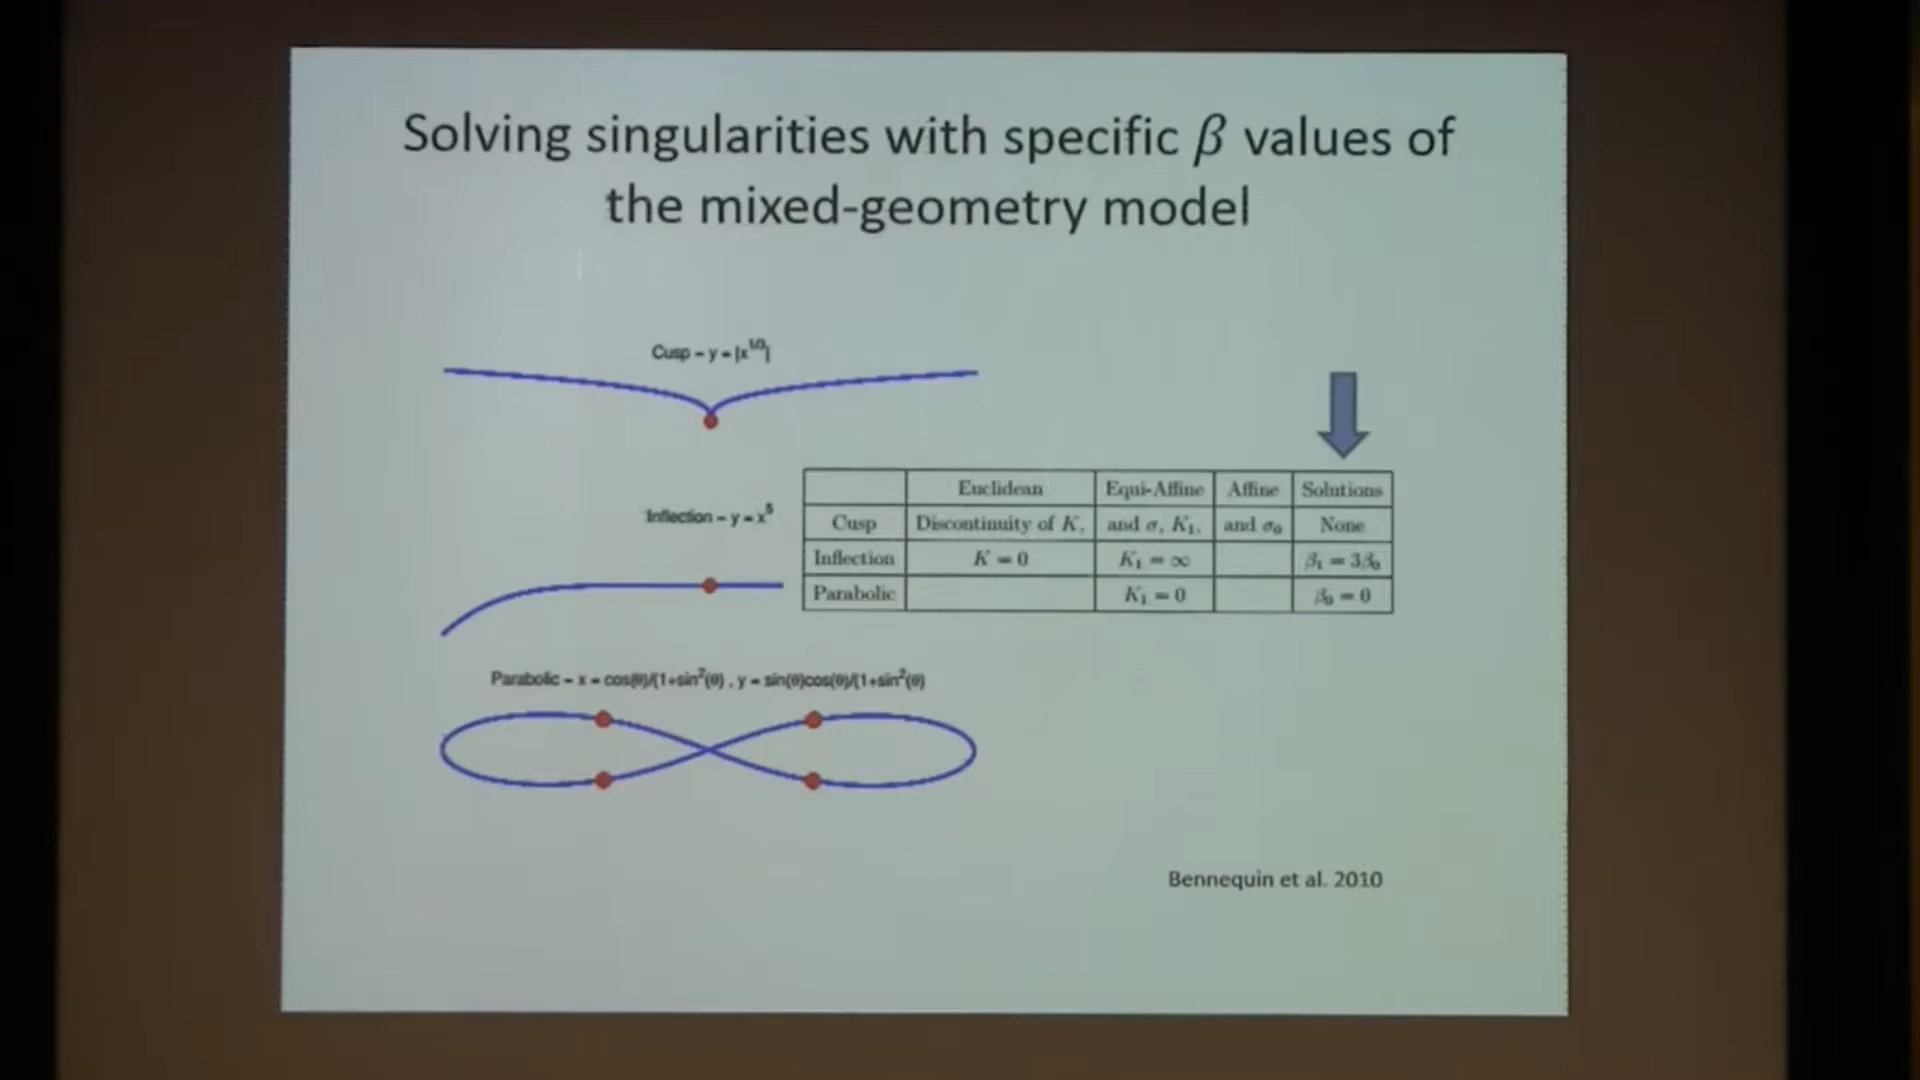 Solving singularities with specific β values of
the mixed-geometry model
Cusp – y = |x^{1/3}|
Inflection – y = x^5
Euclidean Equi-Affine Affine Solutions
Cusp Discontinuity of K, and σ, K₁, and σ₀ None
Inflection K = 0 K₁ = ∞ β₁ = 3β₀
Parabolic K₁ = 0 β₀ = 0
Parabolic – x = cos(θ)/(1+sin²(θ) , y = sin(θ)cos(θ)/(1+sin²(θ)
Bennequin et al. 2010